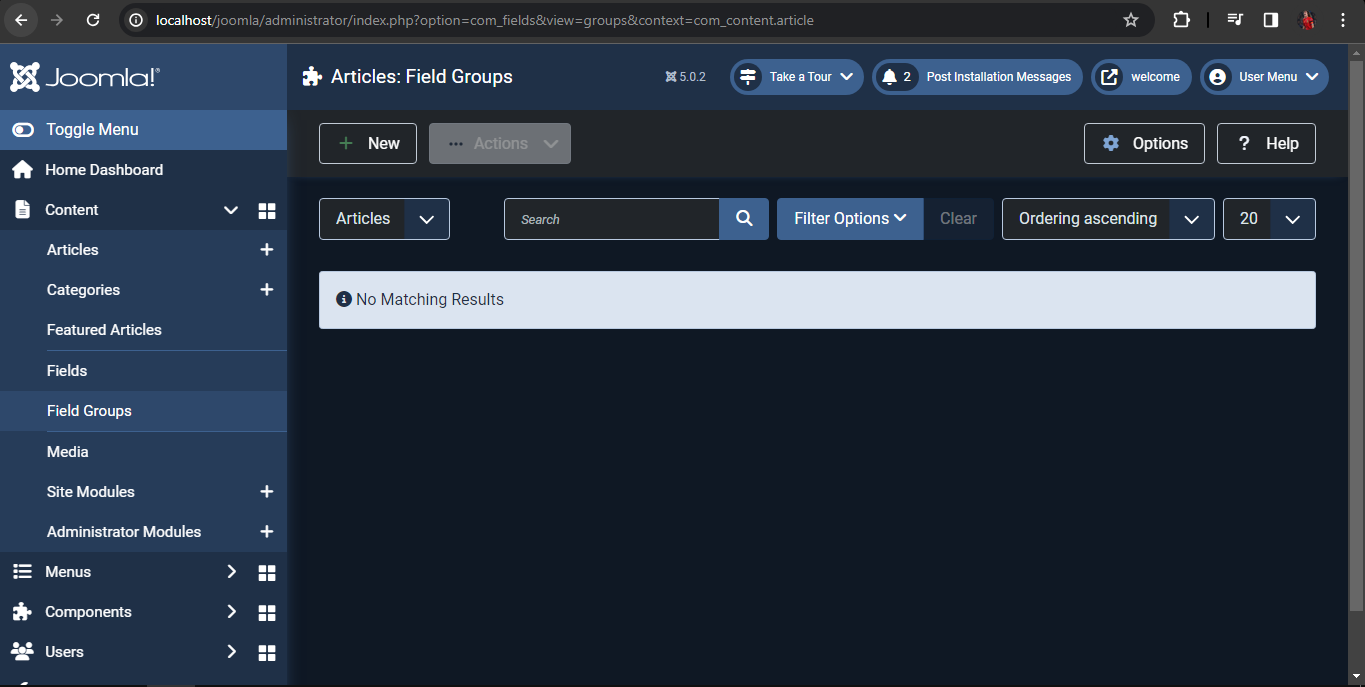 localhost/joomla/administrator/index.php?option=com_fields&view=groups&context=com_content.article
Joomla!®
Articles: Field Groups
5.0.2
Take a Tour
2 Post Installation Messages
welcome
User Menu
Toggle Menu
New
Actions
Options
? Help
Home Dashboard
Content
Articles
Search
Filter Options
Clear
Ordering ascending
20
Articles
Categories
No Matching Results
Featured Articles
Fields
Field Groups
Media
Site Modules
Administrator Modules
Menus
Components
Users